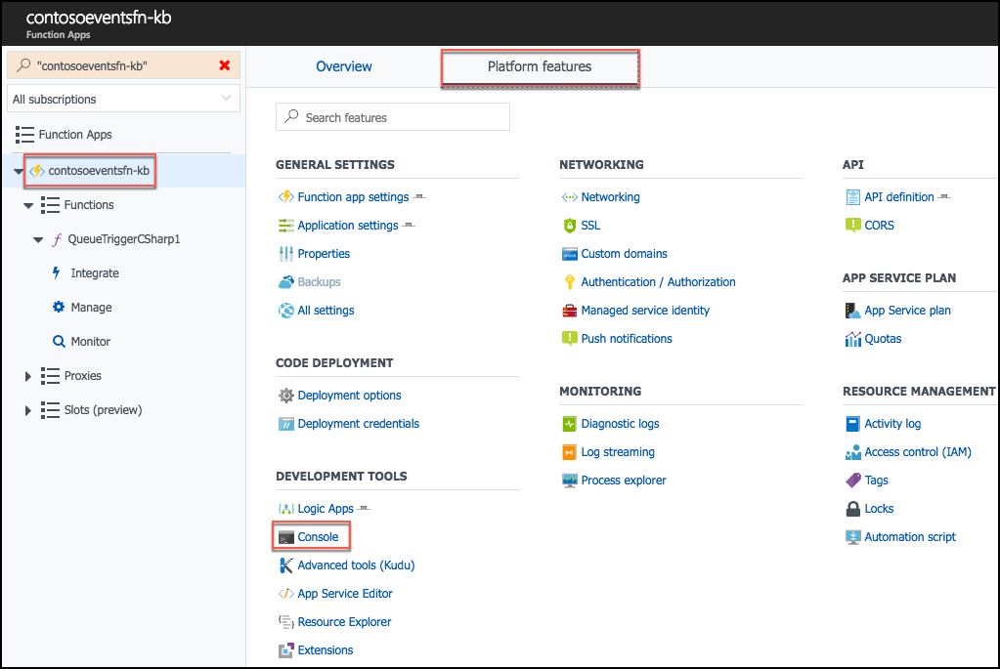 contosoeventsfn-kb
Function Apps
"contosoeventsfn-kb"
All subscriptions
Function Apps
contosoeventsfn-kb
Functions
QueueTriggerCSharp1
Integrate
Manage
Monitor
Proxies
Slots (preview)
Overview
Platform features
Search features
GENERAL SETTINGS
Function app settings
Application settings
Properties
Backups
All settings
CODE DEPLOYMENT
Deployment options
Deployment credentials
DEVELOPMENT TOOLS
Logic Apps
Console
Advanced tools (Kudu)
App Service Editor
Resource Explorer
Extensions
NETWORKING
Networking
SSL
Custom domains
Authentication / Authorization
Managed service identity
Push notifications
MONITORING
Diagnostic logs
Log streaming
Process explorer
API
API definition
CORS
APP SERVICE PLAN
App Service plan
Quotas
RESOURCE MANAGEMENT
Activity log
Access control (IAM)
Tags
Locks
Automation script